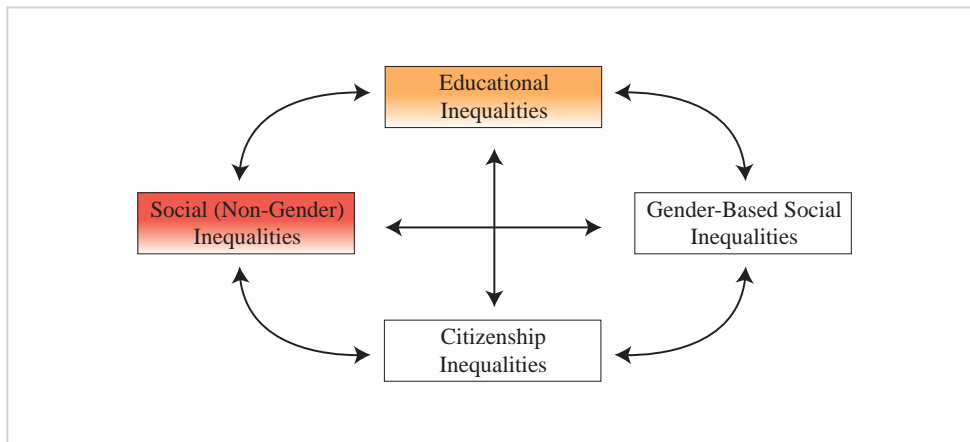 Educational
Inequalities
Social (Non-Gender)
Inequalities
Gender-Based Social
Inequalities
Citizenship
Inequalities